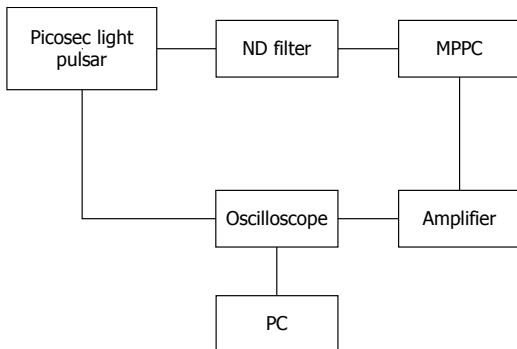 Picosec light
pulsar
ND filter
MPPC
Oscilloscope
Amplifier
PC